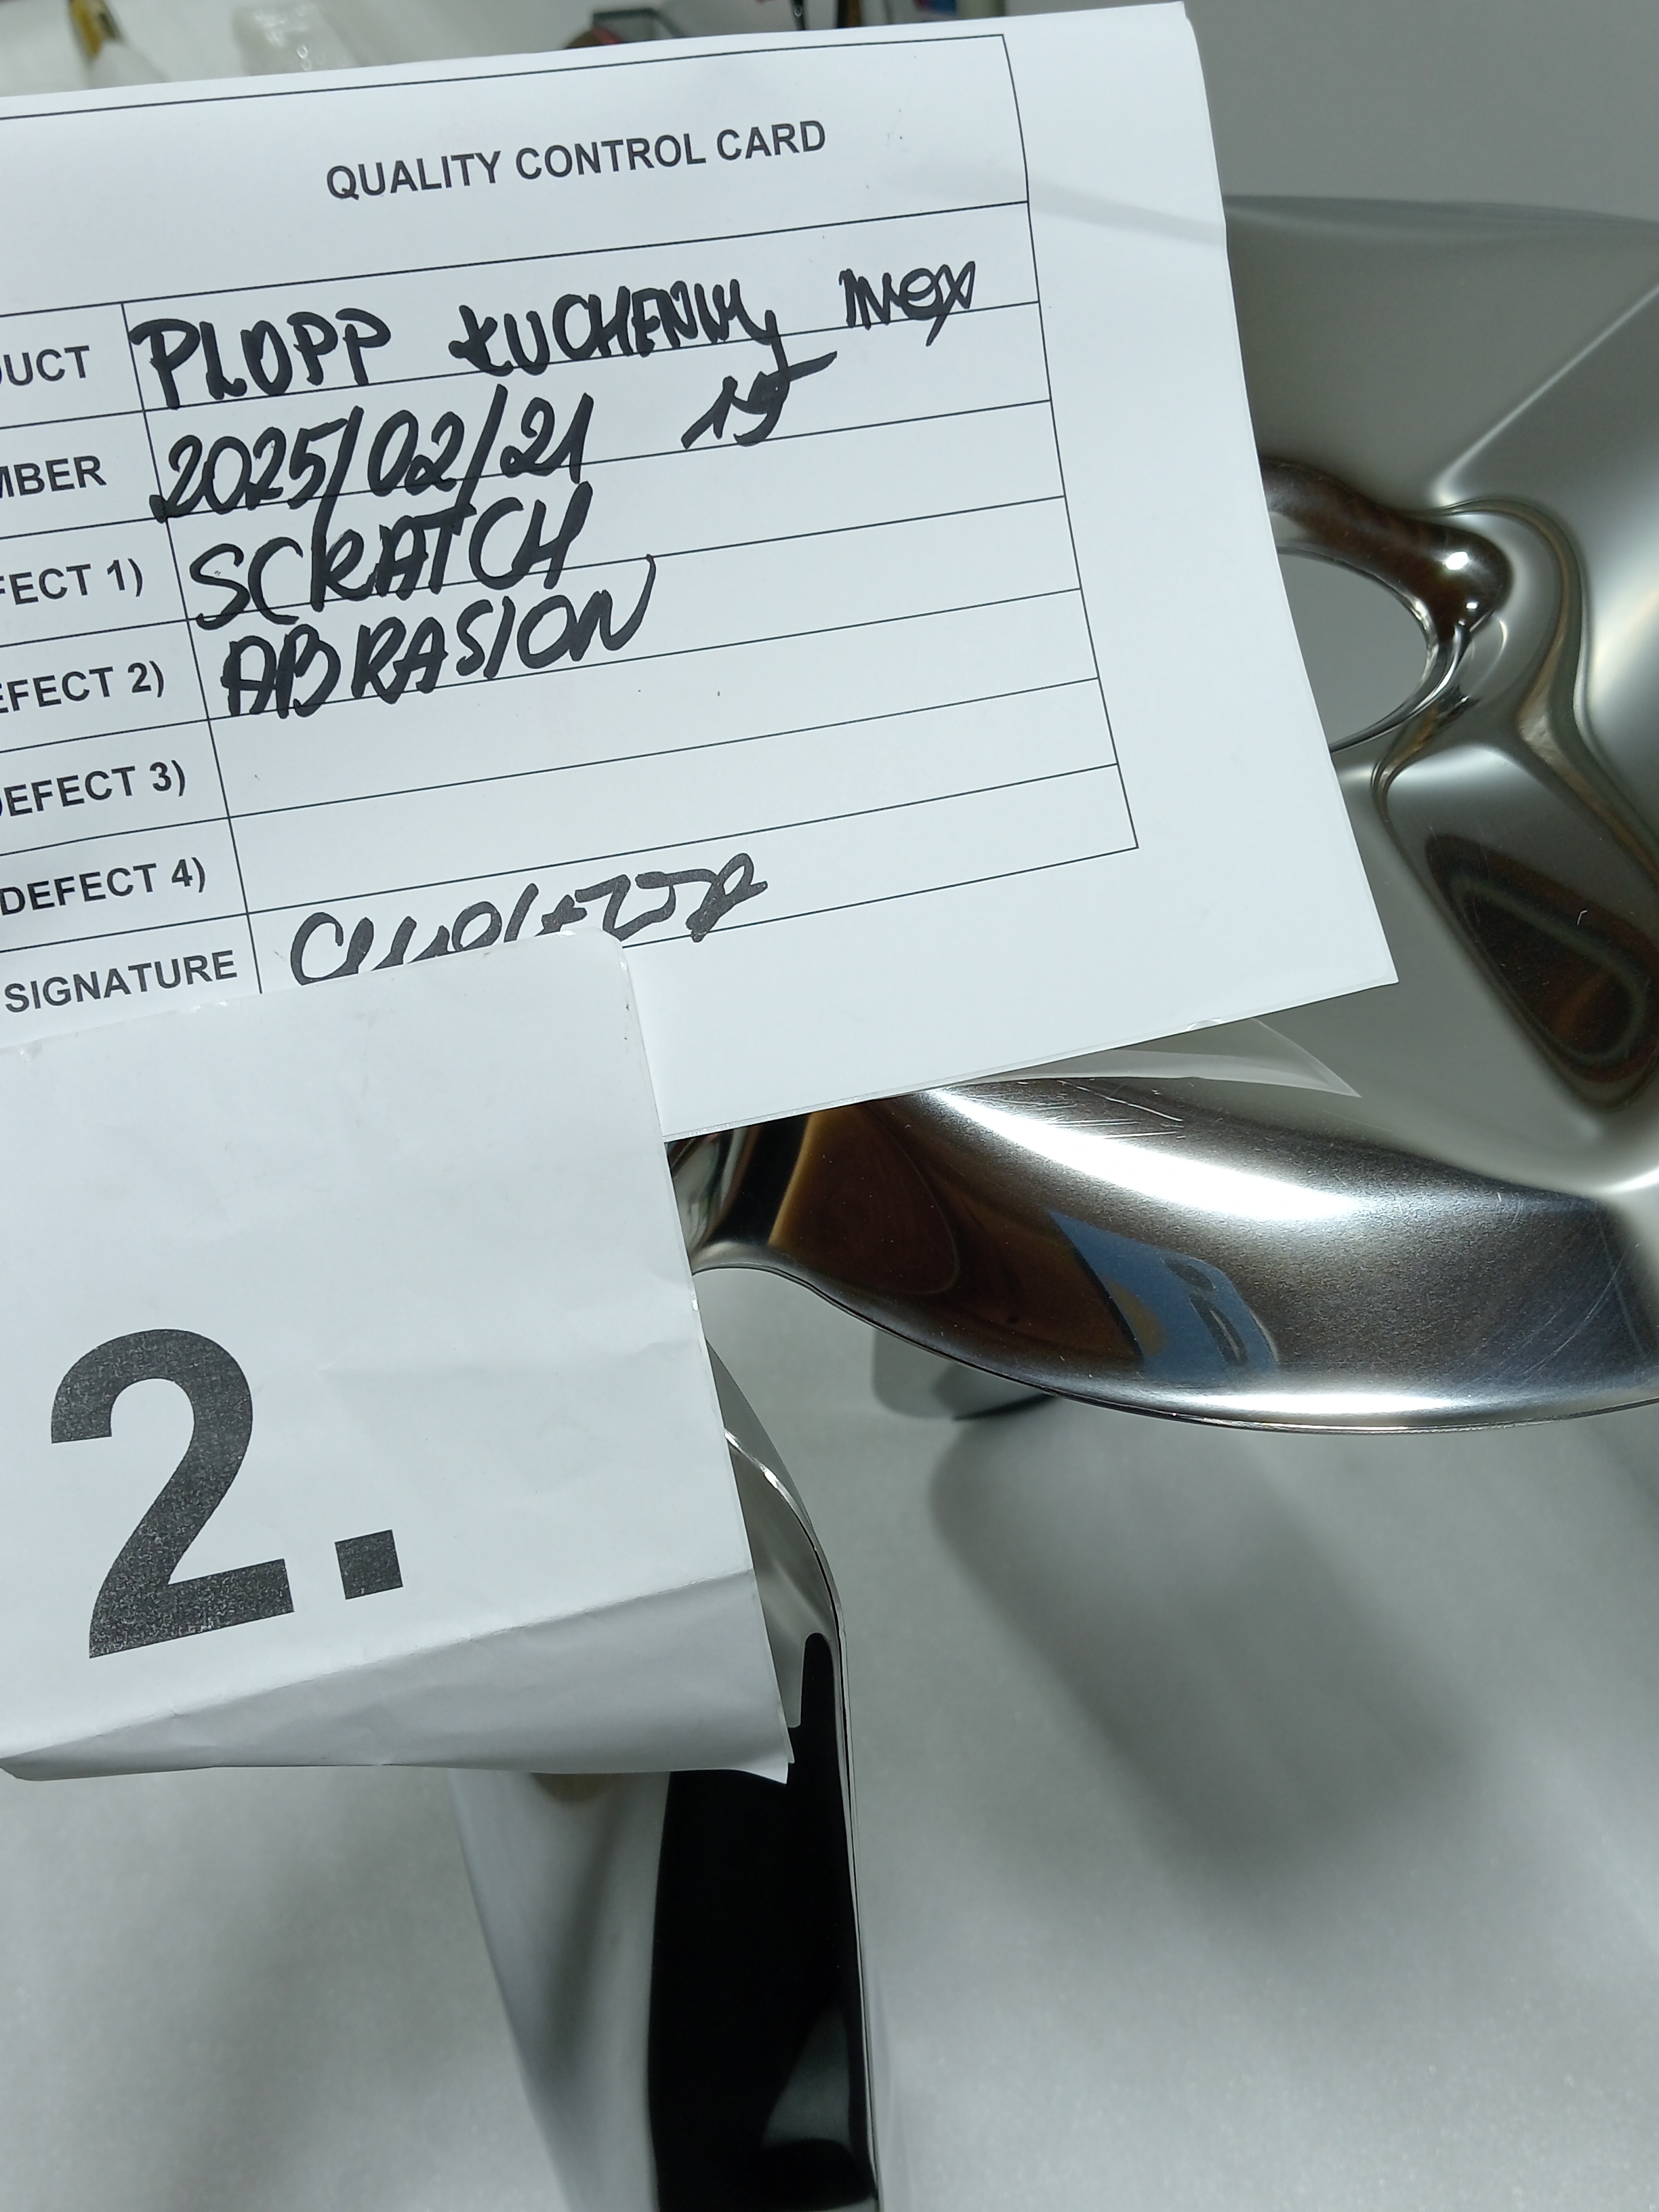 QUALITY CONTROL CARD
UCT PLOPP KUCHENNY INOX
MBER 2025/02/21 15
FECT 1) SCRATCH
EFECT 2) ABRASION
DEFECT 3)
DEFECT 4)
SIGNATURE
2.